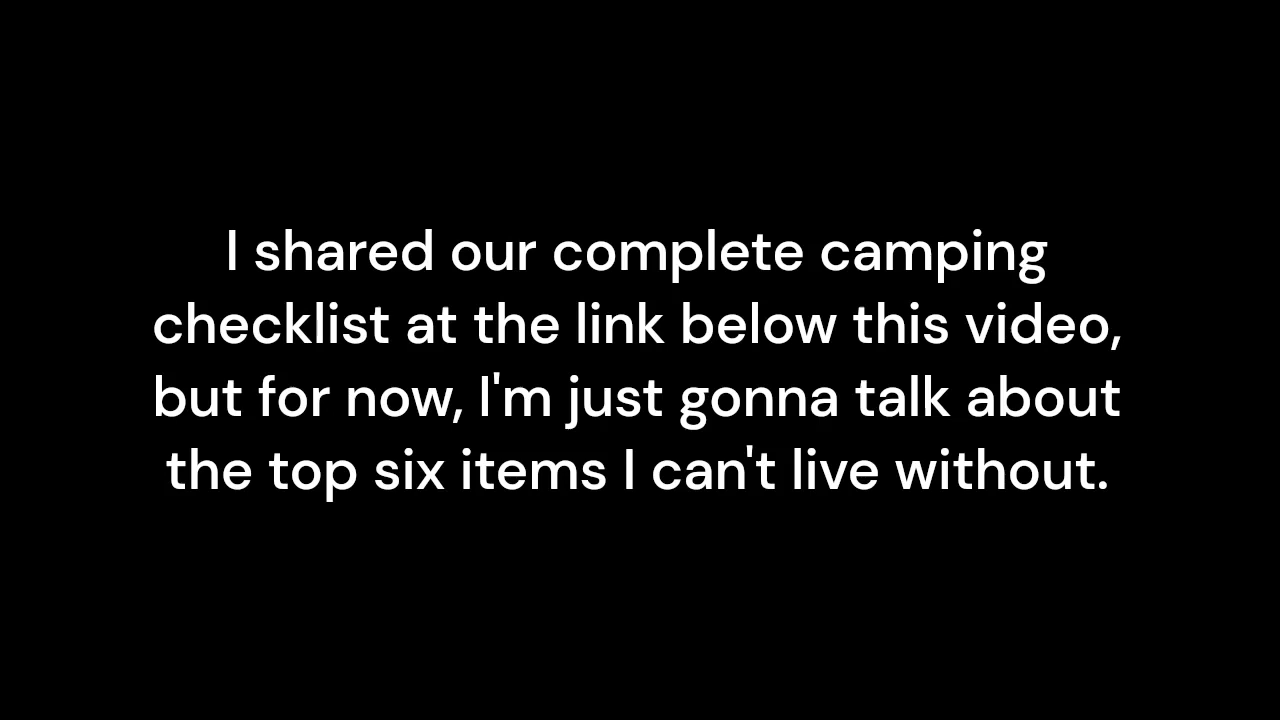 I shared our complete camping
checklist at the link below this video,
but for now, I'm just gonna talk about
the top six items I can't live without.